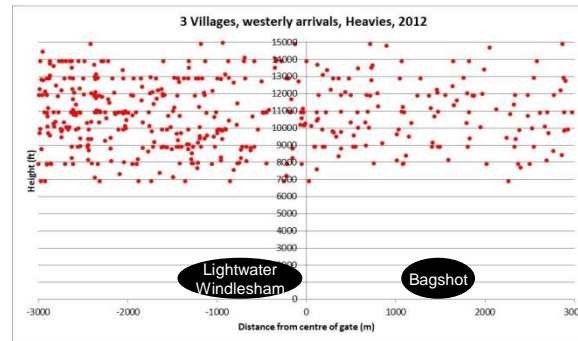 3 Villages, westerly arrivals, Heavies, 2012
15000
14000
13000
12000
11000
10000
9000
8000
7000
6000
5000
4000
3000
2000
1000
0
Height (ft)
Lightwater
Windlesham
Bagshot
-3000 -2000 -1000 0 1000 2000 3000
Distance from centre of gate (m)